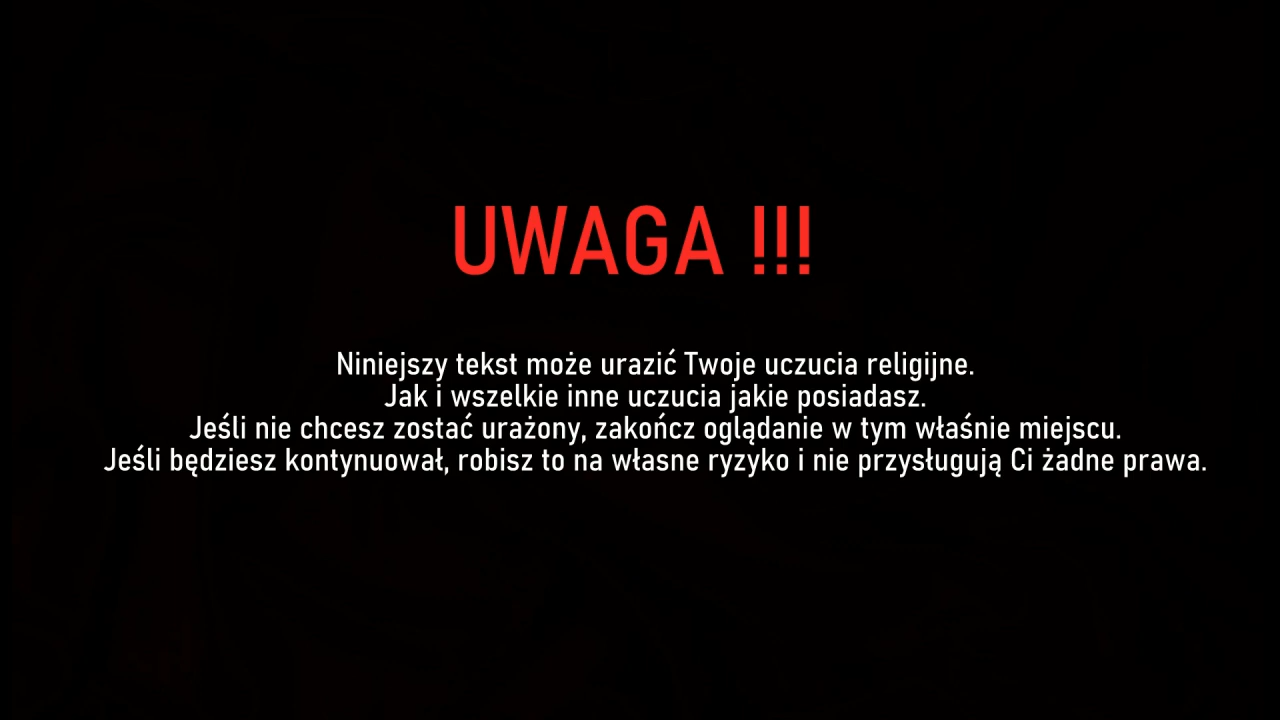 UWAGA !!!
Niniejszy tekst może urazić Twoje uczucia religijne.
Jak i wszelkie inne uczucia jakie posiadasz.
Jeśli nie chcesz zostać urażony, zakończ oglądanie w tym właśnie miejscu.
Jeśli będziesz kontynuował, robisz to na własne ryzyko i nie przysługują Ci żadne prawa.